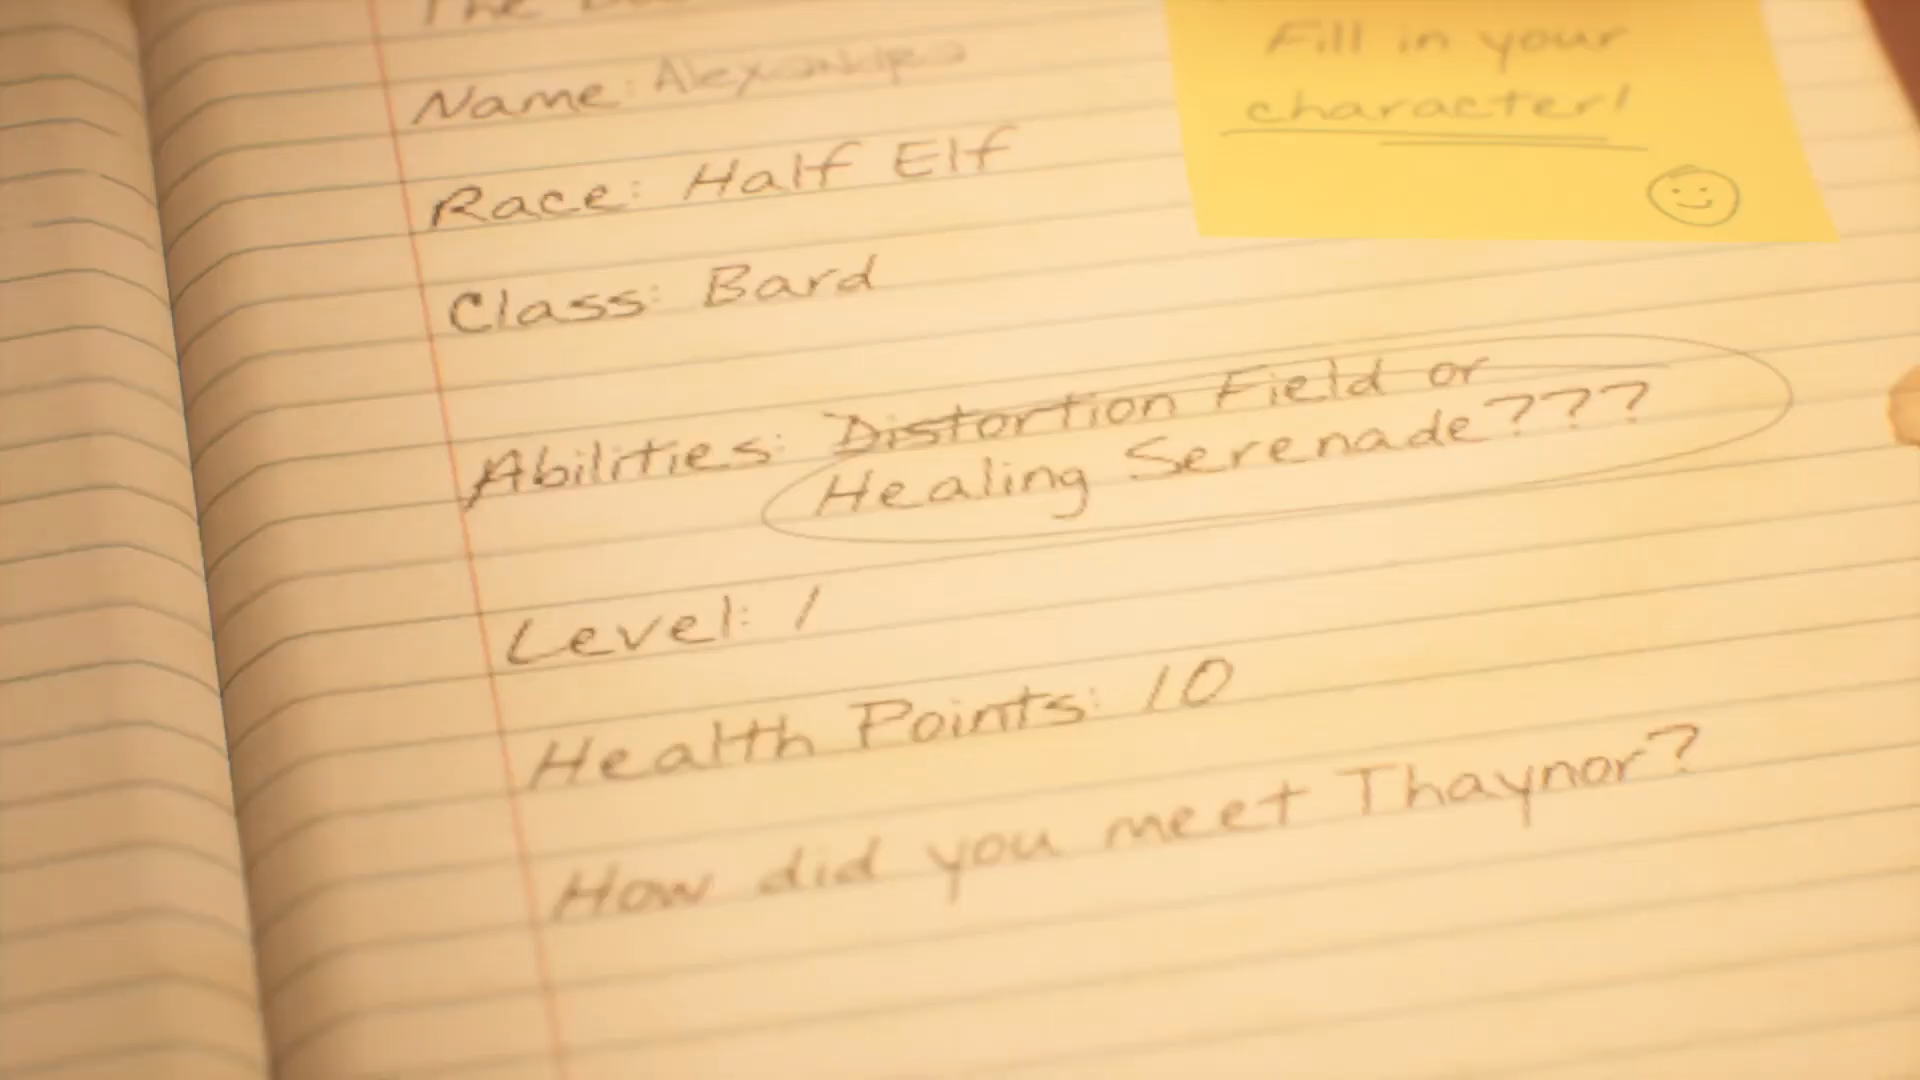 The
Name:
Fill in your
character!
Race: Half Elf
Class: Bard
Abilities: Distortion Field or
Healing Serenade???
Level: 1
Health Points: 10
How did you meet Thaynor?